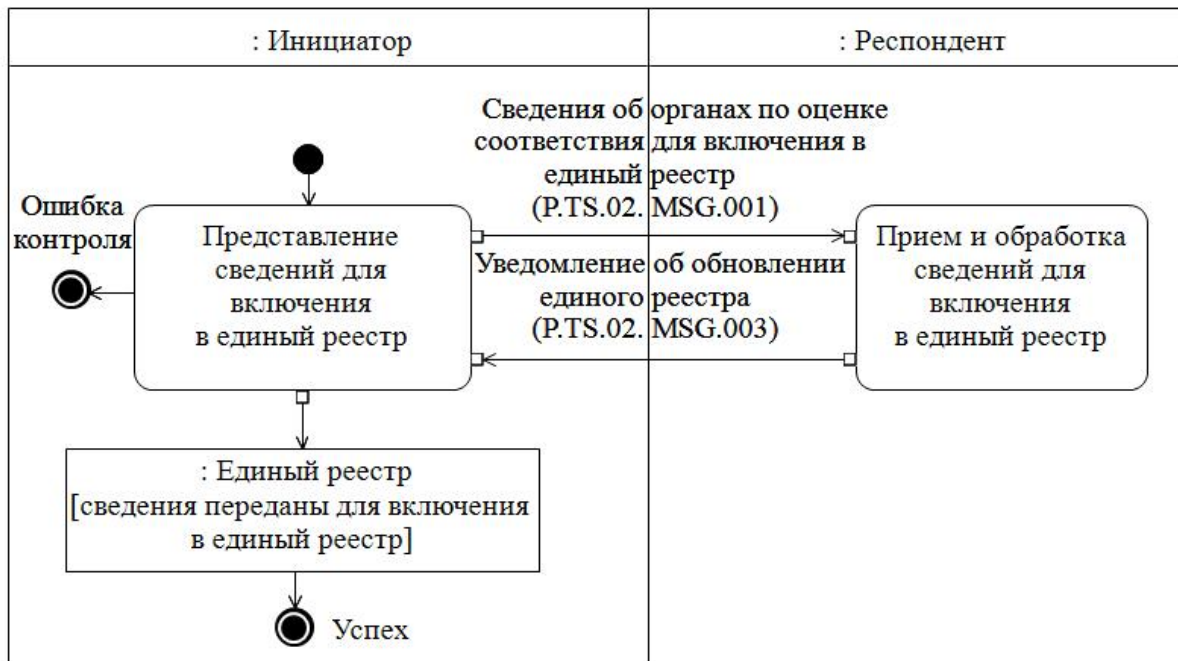 : Инициатор
: Респондент
Сведения об органах по оценке
соответствия для включения в
единый реестр
(P.TS.02. MSG.001)
Ошибка
контроля
Представление
сведений для
включения
в единый реестр
Уведомление об обновлении
единого реестра
(P.TS.02. MSG.003)
Прием и обработка
сведений для
включения
в единый реестр
: Единый реестр
[сведения переданы для включения
в единый реестр]
Успех